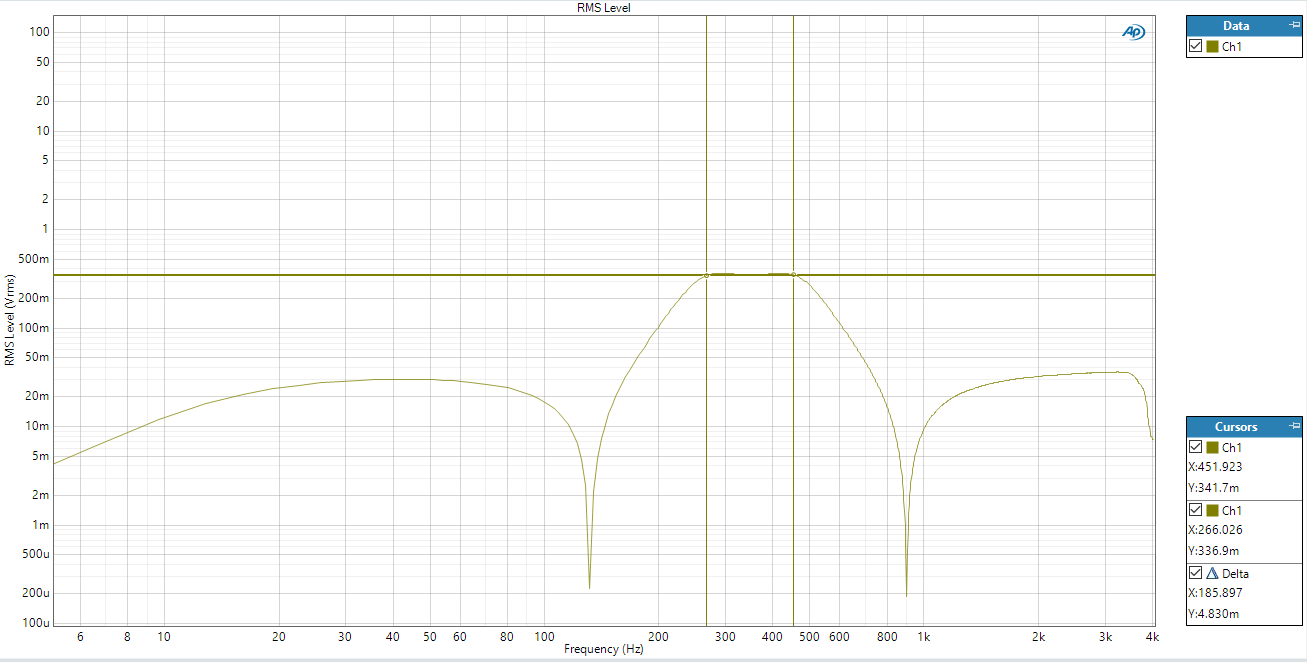 RMS Level
AP
100
50
20
10
5
2
1
500m
200m
100m
50m
20m
10m
5m
2m
1m
500u
200u
100u
RMS Level (Vrms)
6 8 10 20 30 40 50 60 80 100 200 300 400 500 600 800 1k 2k 3k 4k
Frequency (Hz)
Data
Ch1
Cursors
Ch1
X:451.923
Y:341.7m
Ch1
X:266.026
Y:336.9m
Delta
X:185.897
Y:4.830m